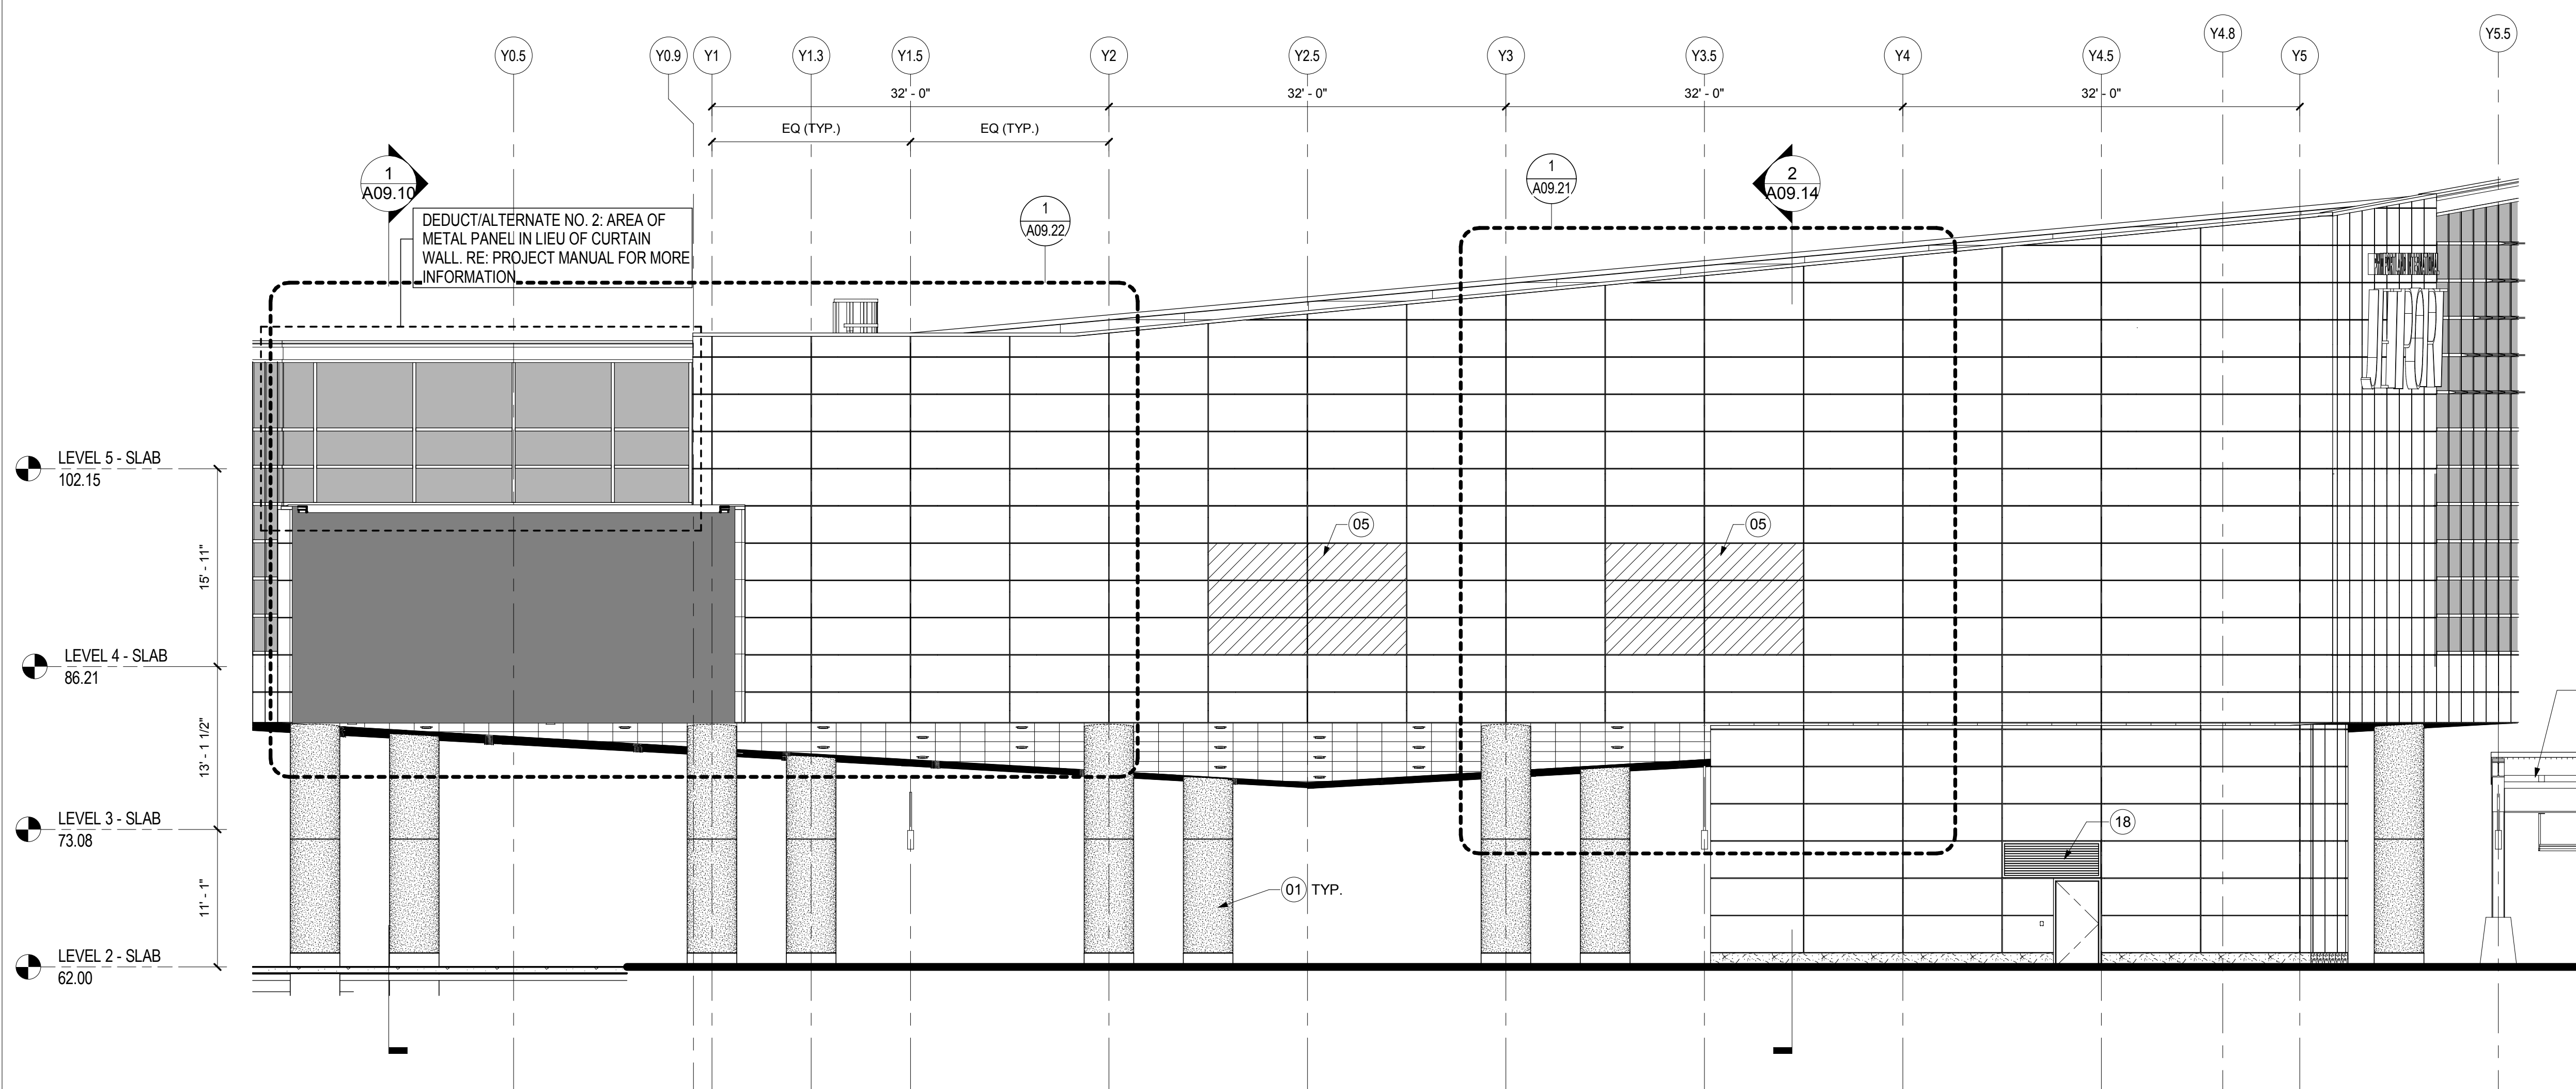 Y0.5
Y0.9
Y1
Y1.3
Y1.5
Y2
Y2.5
Y3
Y3.5
Y4
Y4.5
Y4.8
Y5
Y5.5
32' - 0"
32' - 0"
32' - 0"
32' - 0"
EQ (TYP.)
EQ (TYP.)
1
A09.10
DEDUCT/ALTERNATE NO. 2: AREA OF
METAL PANEL IN LIEU OF CURTAIN
WALL. RE: PROJECT MANUAL FOR MORE
INFORMATION
1
A09.22
1
A09.21
2
A09.14
LEVEL 5 - SLAB
102.15
15' - 11"
05
05
LEVEL 4 - SLAB
86.21
13' - 1 1/2"
LEVEL 3 - SLAB
73.08
18
11' - 1"
01 TYP.
LEVEL 2 - SLAB
62.00